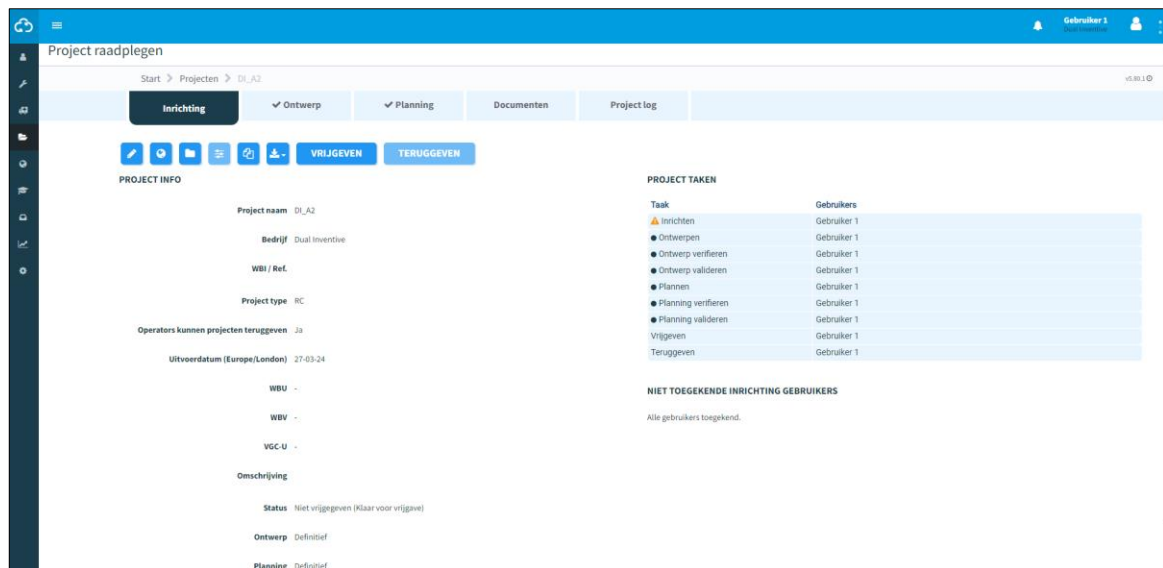 Gebruiker 1
Dual Inventive
Project raadplegen
Start > Projecten > DI_A2
Inrichting
Ontwerp
Planning
Documenten
Project log
VRIJGEVEN
TERUGGEVEN
PROJECT INFO
Project naam DI_A2
Bedrijf Dual Inventive
WBI / Ref.
Project type RC
Operators kunnen projecten teruggeven Ja
Uitvoerdatum (Europe/London) 27-03-24
WBU -
WBV -
VGC-U -
Omschrijving
Status Niet vrijgegeven (Klaar voor vrijgave)
Ontwerp Definitief
Planning Definitief
PROJECT TAKEN
Taak Gebruikers
Inrichten Gebruiker 1
Ontwerpen Gebruiker 1
Ontwerp verifieren Gebruiker 1
Ontwerp valideren Gebruiker 1
Plannen Gebruiker 1
Planning verifieren Gebruiker 1
Planning valideren Gebruiker 1
Vrijgeven Gebruiker 1
Teruggeven Gebruiker 1
NIET TOEGEKENDE INRICHTING GEBRUIKERS
Alle gebruikers toegekend.